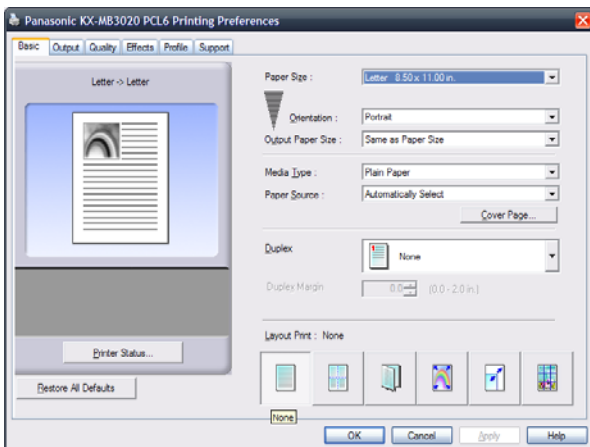 Panasonic KX-MB3020 PCL6 Printing Preferences
Basic Output Quality Effects Profile Support
Letter -> Letter
Paper Size : Letter 8.50 x 11.00 in.
Orientation : Portrait
Output Paper Size : Same as Paper Size
Media Type : Plain Paper
Paper Source : Automatically Select
Cover Page...
Duplex None
Duplex Margin 0.0 (0.0 - 2.0 in.)
Layout Print : None
Printer Status...
Restore All Defaults
None
OK Cancel Apply Help